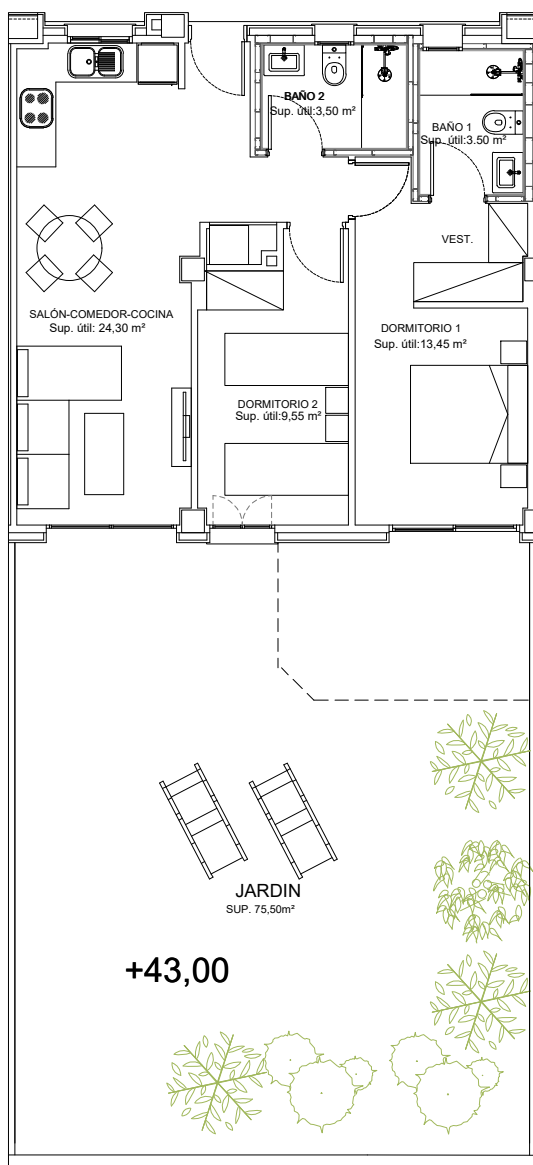 BAÑO 2
Sup. útil:3,50 m²
BAÑO 1
Sup. útil:3.50 m²
VEST.
SALÓN-COMEDOR-COCINA
Sup. útil: 24,30 m²
DORMITORIO 1
Sup. útil:13,45 m²
DORMITORIO 2
Sup. útil:9,55 m²
JARDIN
SUP. 75,50m²
+43,00